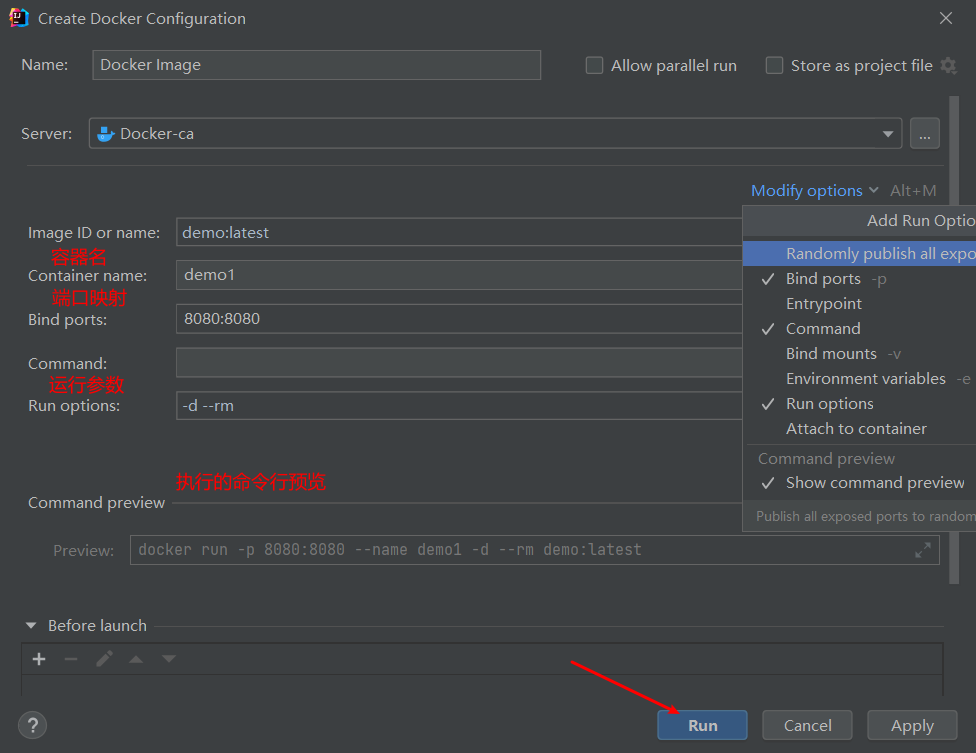 Create Docker Configuration
Name: Docker Image Allow parallel run Store as project file
Server: Docker-ca ...
Modify options Alt+M
Add Run Optio
Image ID or name: demo:latest
容器名
Container name: demo1
端口映射
Bind ports: 8080:8080
Command:
运行参数
Run options: -d --rm
Randomly publish all expo
Bind ports -p
Entrypoint
Command
Bind mounts -v
Environment variables -e
Run options
Attach to container
Command preview
Show command preview
Publish all exposed ports to random
执行的命令行预览
Command preview
Preview: docker run -p 8080:8080 --name demo1 -d --rm demo:latest
Before launch
? Run Cancel Apply